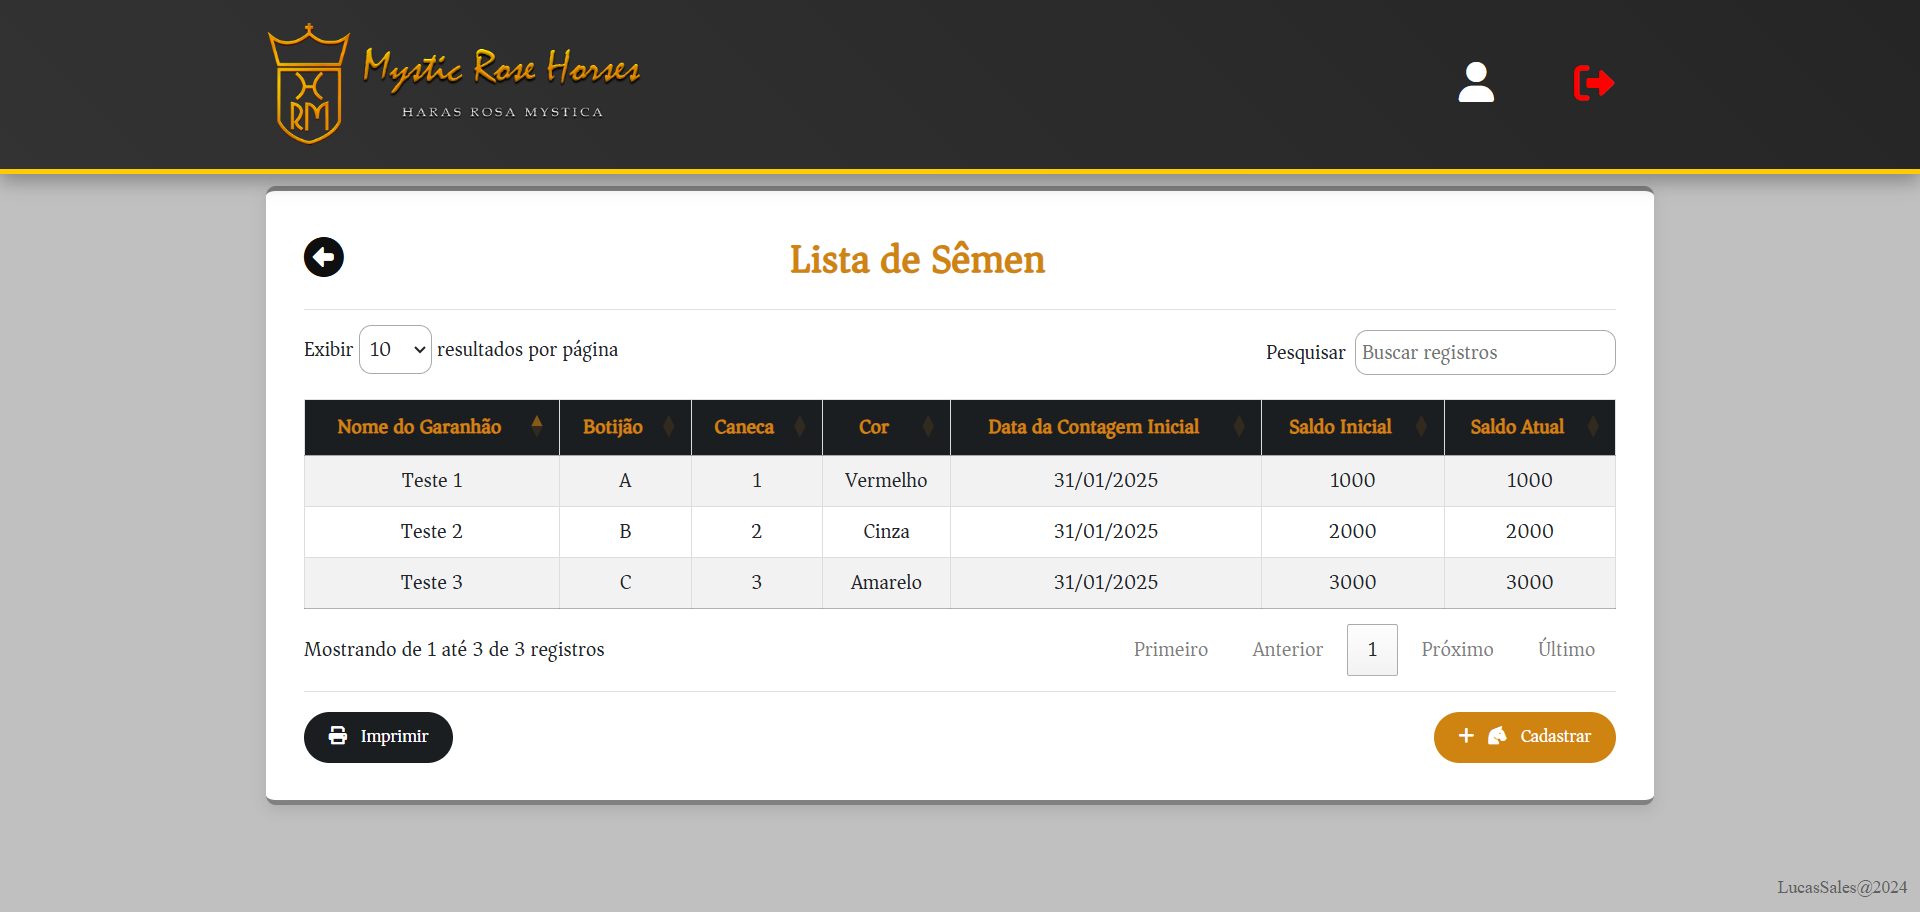 Mystic Rose Horses
HARAS ROSA MYSTICA
RM
Lista de Sêmen
Exibir 10 resultados por página
Pesquisar Buscar registros
Nome do Garanhão Botijão Caneca Cor Data da Contagem Inicial Saldo Inicial Saldo Atual
Teste 1 A 1 Vermelho 31/01/2025 1000 1000
Teste 2 B 2 Cinza 31/01/2025 2000 2000
Teste 3 C 3 Amarelo 31/01/2025 3000 3000
Mostrando de 1 até 3 de 3 registros
Primeiro Anterior 1 Próximo Último
Imprimir
+ Cadastrar
LucasSales@2024